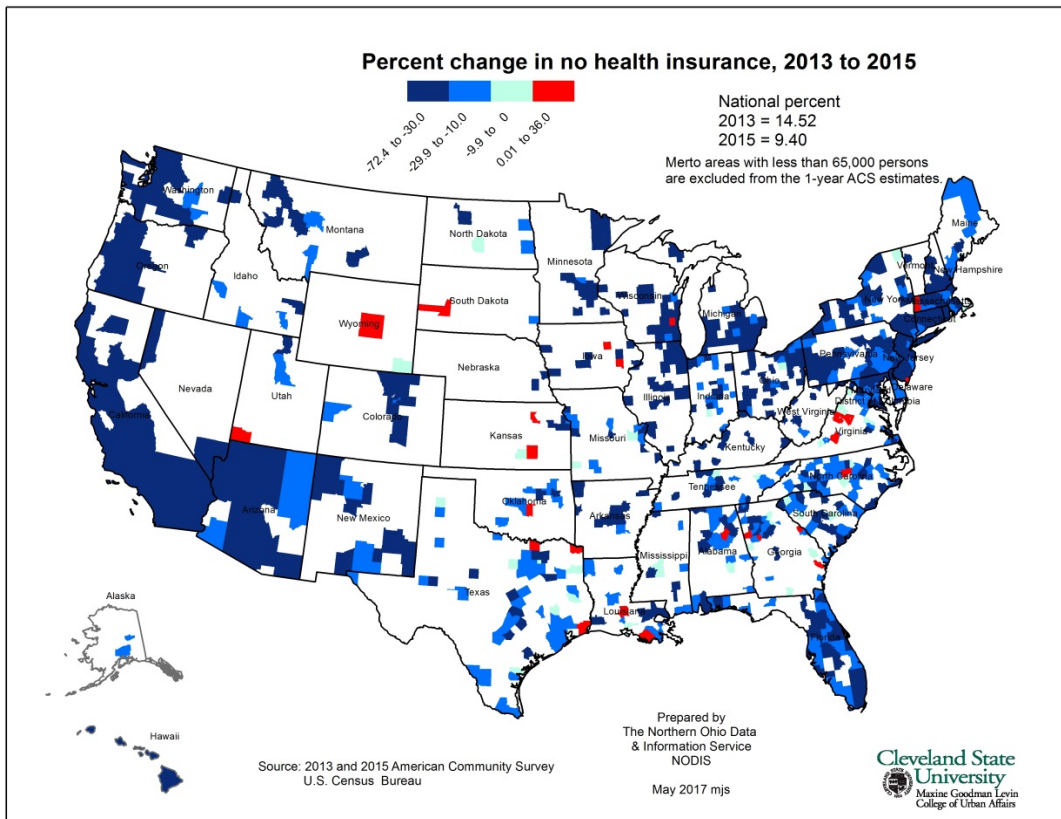 Percent change in no health insurance, 2013 to 2015
-72.4 to -30.0
-29.9 to -10.0
-9.9 to 0
0.01 to 36.0
National percent
2013 = 14.52
2015 = 9.40
Merto areas with less than 65,000 persons
are excluded from the 1-year ACS estimates.
Washington
Montana
North Dakota
Minnesota
Maine
Vermont
New Hampshire
Oregon
Idaho
Wyoming
South Dakota
Wisconsin
Michigan
New York
Massachusetts
Connecticut
Nevada
Utah
Colorado
Nebraska
Iowa
Illinois
Indiana
Ohio
Pennsylvania
New Jersey
Delaware
District of Columbia
West Virginia
Virginia
California
Kansas
Missouri
Kentucky
Arizona
New Mexico
Oklahoma
Arkansas
Tennessee
North Carolina
South Carolina
Texas
Louisiana
Mississippi
Alabama
Georgia
Florida
Alaska
Hawaii
Source: 2013 and 2015 American Community Survey
U.S. Census Bureau
Prepared by
The Northern Ohio Data
& Information Service
NODIS
May 2017 mjs
Cleveland State
University
Maxine Goodman Levin
College of Urban Affairs